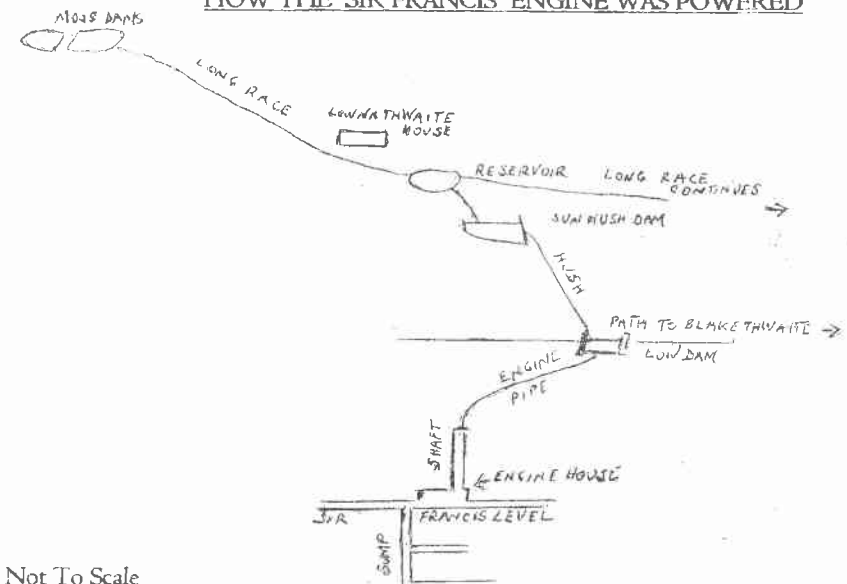 HOW THE SIR FRANCIS ENGINE WAS POWERED
MOSS DAMS
LONG RACE
LOWNATHWAITE
HOUSE
RESERVOIR
LONG RACE
CONTINUES
SUN HUSH DAM
HUSH
PATH TO BLAKETHWAITE
LOW DAM
ENGINE
PIPE
SHAFT
ENGINE HOUSE
SIR
FRANCIS LEVEL
SUMP
Not To Scale